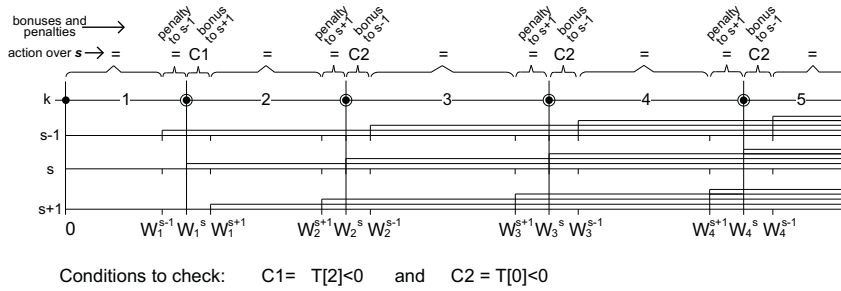 bonuses and penalties
penalty to s-1 bonus to s+1 penalty to s+1 bonus to s-1 penalty to s+1 bonus to s-1 penalty to s+1 bonus to s-1
action over s = = C1 = = C2 = = C2 = = C2 =
k 1 2 3 4 5
s-1
s
s+1
0 W₁ˢ⁻¹ W₁ˢ W₁ˢ⁺¹ W₂ˢ⁺¹ W₂ˢ W₂ˢ⁻¹ W₃ˢ⁺¹ W₃ˢ W₃ˢ⁻¹ W₄ˢ⁺¹ W₄ˢ W₄ˢ⁻¹
Conditions to check: C1= T[2]<0 and C2 = T[0]<0